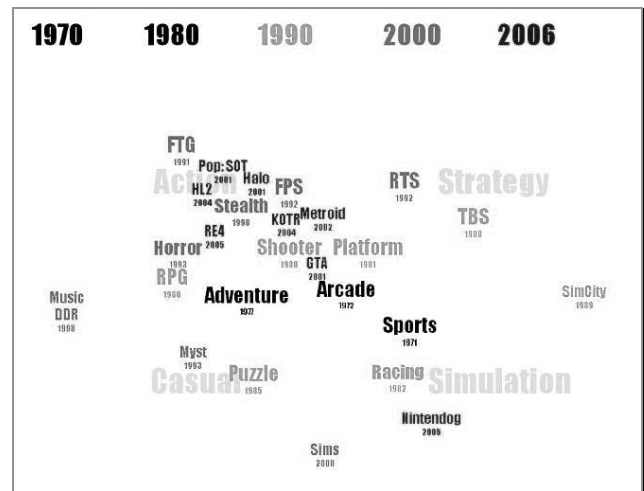 1970 1980 1990 2000 2006
FTG
1991
Pop:SOT
2001
Halo
2001
Action
HL2
2004
FPS
1992
RTS
1992
Strategy
Stealth
1998
KOTR
2004
Metroid
2002
TBS
1988
RE4
2005
Horror
1993
Shooter
1980
Platform
1981
GTA
2001
RPG
1986
Adventure
1977
Arcade
1972
Music
DDR
1998
SimCity
1989
Sports
1971
Myst
1993
Casual
Puzzle
1985
Racing
1982
Simulation
Nintendog
2005
Sims
2000